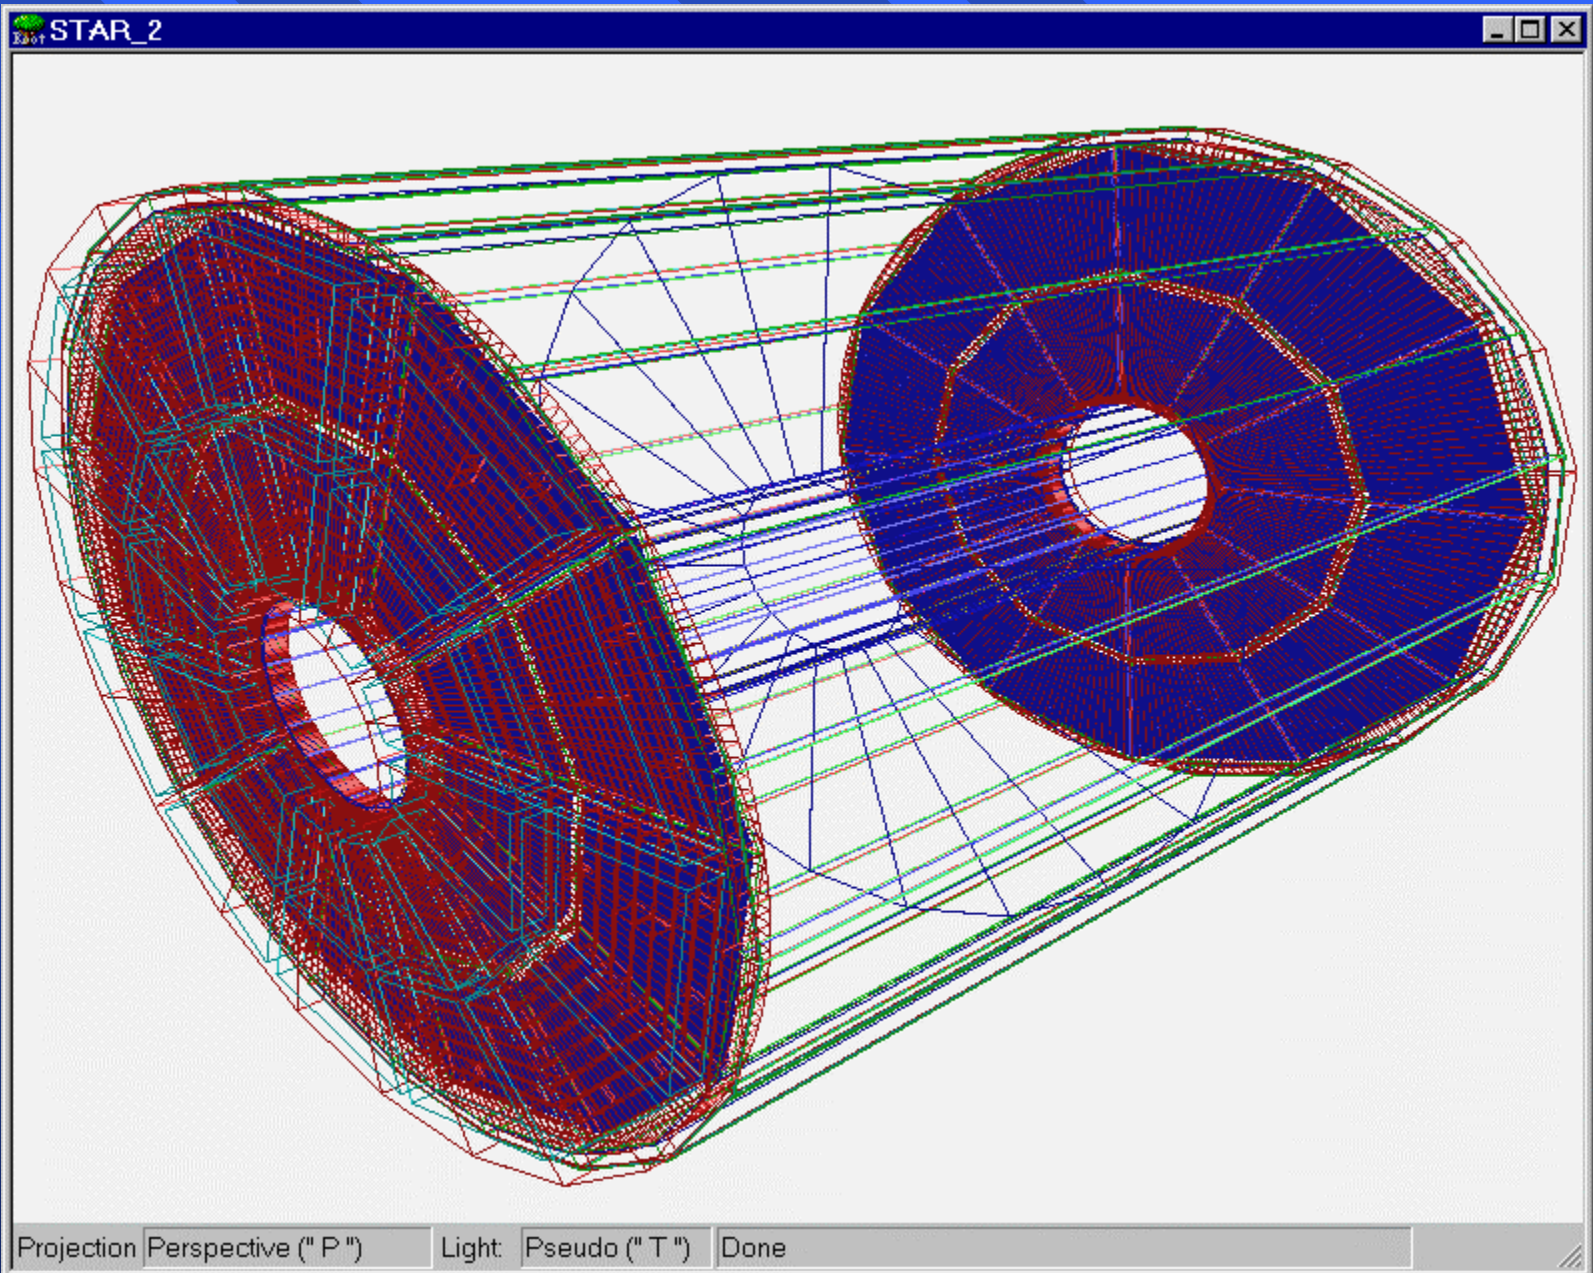 STAR_2
Projection Perspective (" P ") Light: Pseudo (" T ") Done